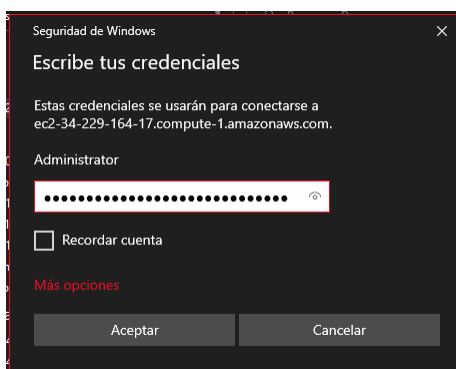 Seguridad de Windows
Escribe tus credenciales
Estas credenciales se usarán para conectarse a
ec2-34-229-164-17.compute-1.amazonaws.com.
Administrator
••••••••••••••••••••••••••••••
Recordar cuenta
Más opciones
Aceptar
Cancelar